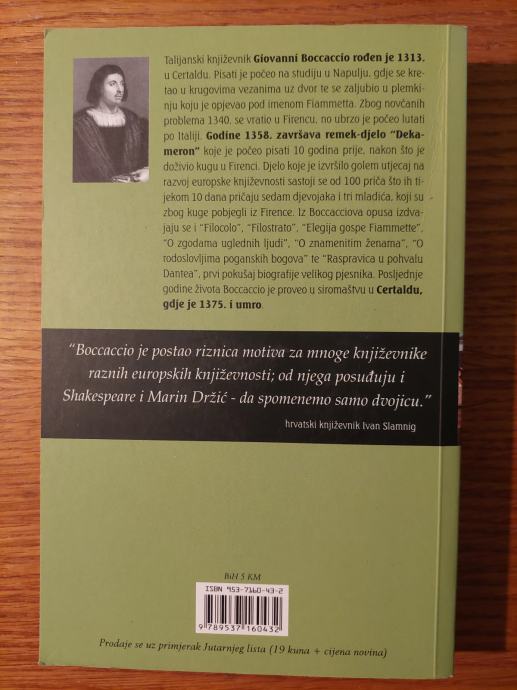 Talijanski književnik Giovanni Boccaccio rođen je 1313.
u Certaldu. Pisati je počeo na studiju u Napulju, gdje se kre-
tao u krugovima vezanima uz dvor te se zaljubio u plemki-
nju koju je opjevao pod imenom Fiammetta. Zbog novčanih
problema 1340. se vratio u Firencu, no ubrzo je počeo lutati
po Italiji. Godine 1358. završava remek-djelo "Deka-
meron" koje je počeo pisati 10 godina prije, nakon što je
doživio kugu u Firenci. Djelo koje je izvršilo golem utjecaj na
razvoj europske književnosti sastoji se od 100 priča što ih ti-
jekom 10 dana pričaju sedam djevojaka i tri mladića, koji su
zbog kuge pobjegli iz Firence. Iz Bocacciova opusa izdva-
jaju se i "Filocolo", "Filostrato", "Elegija gospe Fiammette",
"O zgodama uglednih ljudi", "O znamenitim ženama", "O
rodoslovljima poganskih bogova" te "Raspravica u pohvalu
Dantea", prvi pokušaj biografije velikog pjesnika. Posljednje
godine života Boccaccio je proveo u siromaštvu u Certaldu,
gdje je 1375. i umro.
"Boccaccio je postao riznica motiva za mnoge književnike
raznih europskih književnosti; od njega posuđuju i
Shakespeare i Marin Držić - da spomenemo samo dvojicu."
hrvatski književnik Ivan Slamnig
BiH 5 KM
ISBN 953-7160-43-2
9 789537 160432
Prodaje se uz primjerak Jutarnjeg lista (19 kuna + cijena novina)